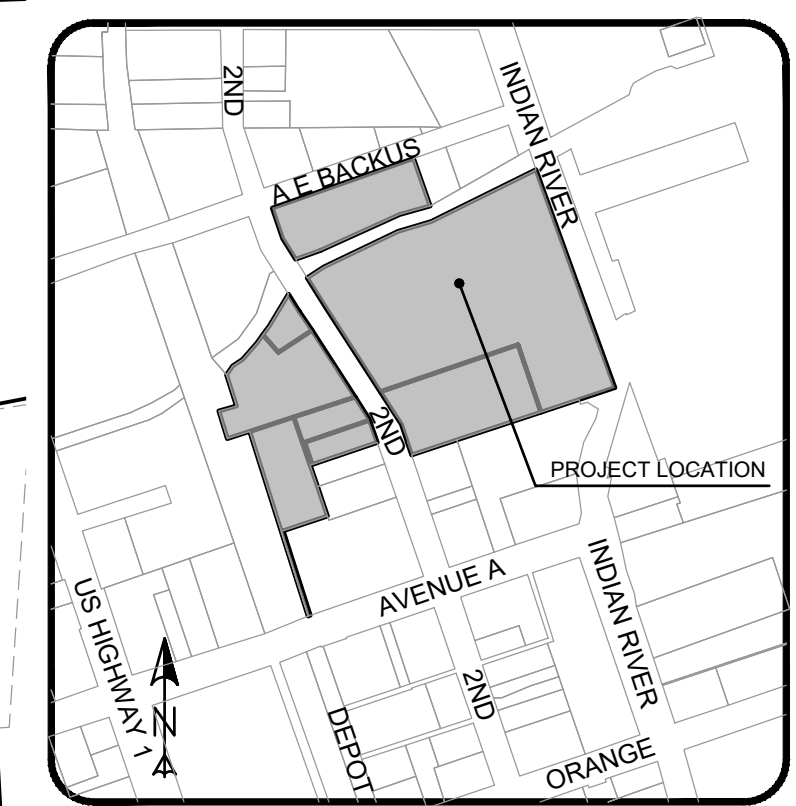 2ND
INDIAN RIVER
A E BACKUS
2ND
PROJECT LOCATION
AVENUE A
INDIAN RIVER
US HIGHWAY 1
N
2ND
DEPOT
ORANGE